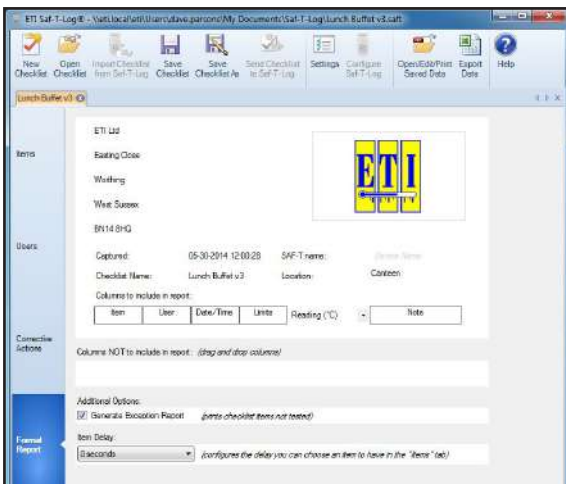 ETI Saf-T-Log® - \\eti.local\eti\Users\dave.parsons\My Documents\Saf-T-Log\Lunch Buffet v3.saft
New Checklist
Open Checklist
Import Checklist from Saf-T-Log
Save Checklist
Save Checklist As
Send Checklist to Saf-T-Log
Settings
Configure Saf-T-Log
Open/Edit/Print Saved Data
Export Data
Help
Lunch Buffet v3
Items
Users
Corrective Actions
Formal Report
ETI Ltd
Easting Close
Worthing
West Sussex
BN14 8HQ
ETI
Captured: 05-30-2014 12:00:28 SAF-T name: Device Name
Checklist Name: Lunch Buffet v3 Location: Canteen
Columns to include in report:
Item User Date/Time Limits Reading (°C) Note
Columns NOT to include in report: (drag and drop columns)
Additional Options:
Generate Exception Report (prints checklist items not tested)
Item Delay:
0 seconds (configures the delay you can choose an item to have in the "items" tab)